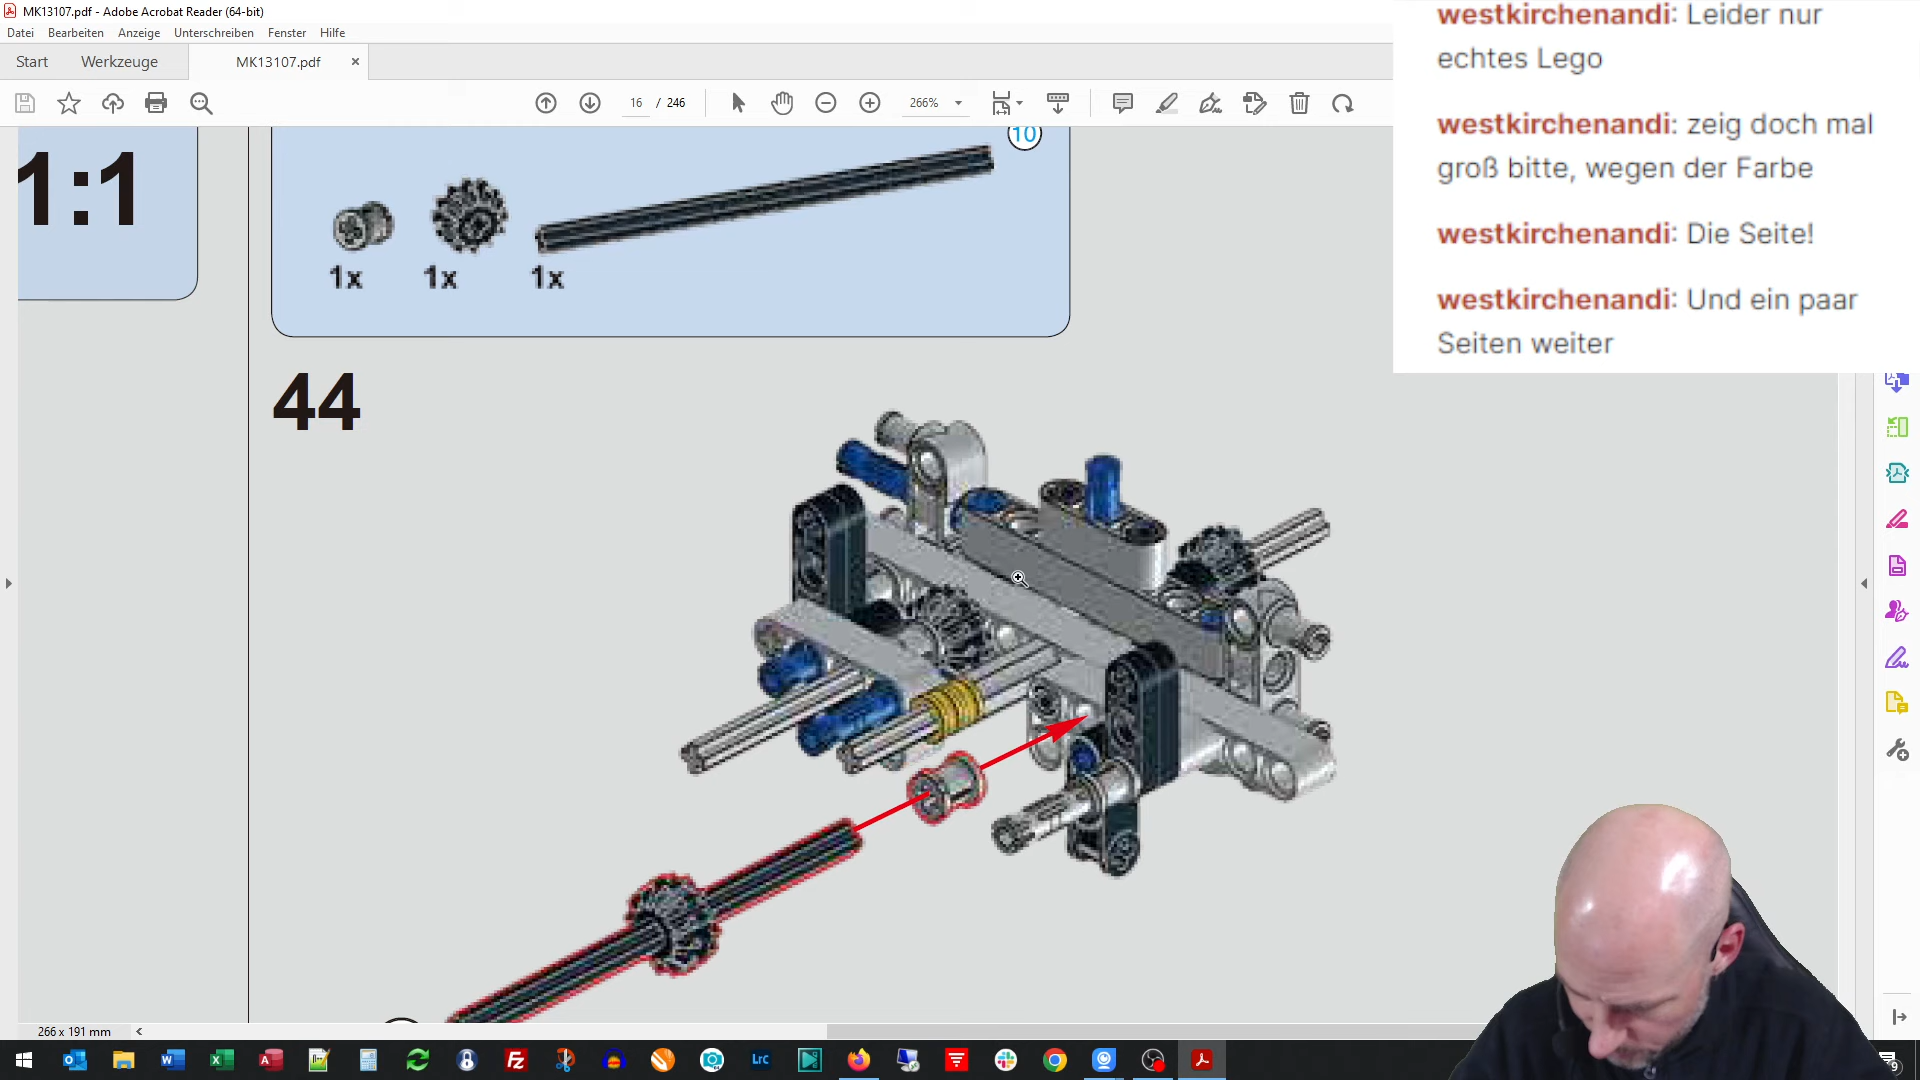 MK13107.pdf - Adobe Acrobat Reader (64-bit)
Datei Bearbeiten Anzeige Unterschreiben Fenster Hilfe
Start Werkzeuge MK13107.pdf
16 / 246 266%
westkirchenandi: Leider nur
echtes Lego
westkirchenandi: zeig doch mal
groß bitte, wegen der Farbe
westkirchenandi: Die Seite!
westkirchenandi: Und ein paar
Seiten weiter
1:1
10
1x 1x 1x
44
266 x 191 mm
Lrc